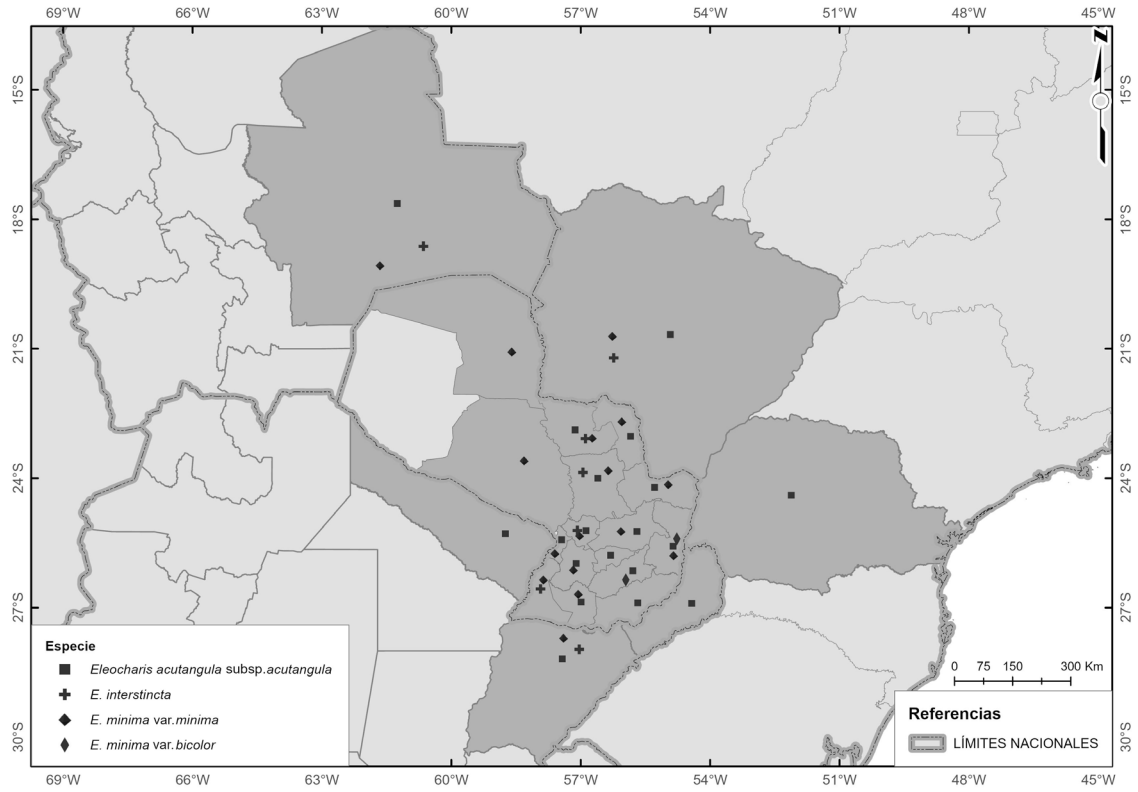 69°W 66°W 63°W 60°W 57°W 54°W 51°W 48°W 45°W
15°S 15°S
18°S 18°S
21°S 21°S
24°S 24°S
27°S 27°S
30°S 30°S
Especie
Eleocharis acutangula subsp.acutangula
E. interstincta
E. minima var.minima
E. minima var.bicolor
0 75 150 300 Km
Referencias
LÍMITES NACIONALES
69°W 66°W 63°W 60°W 57°W 54°W 51°W 48°W 45°W